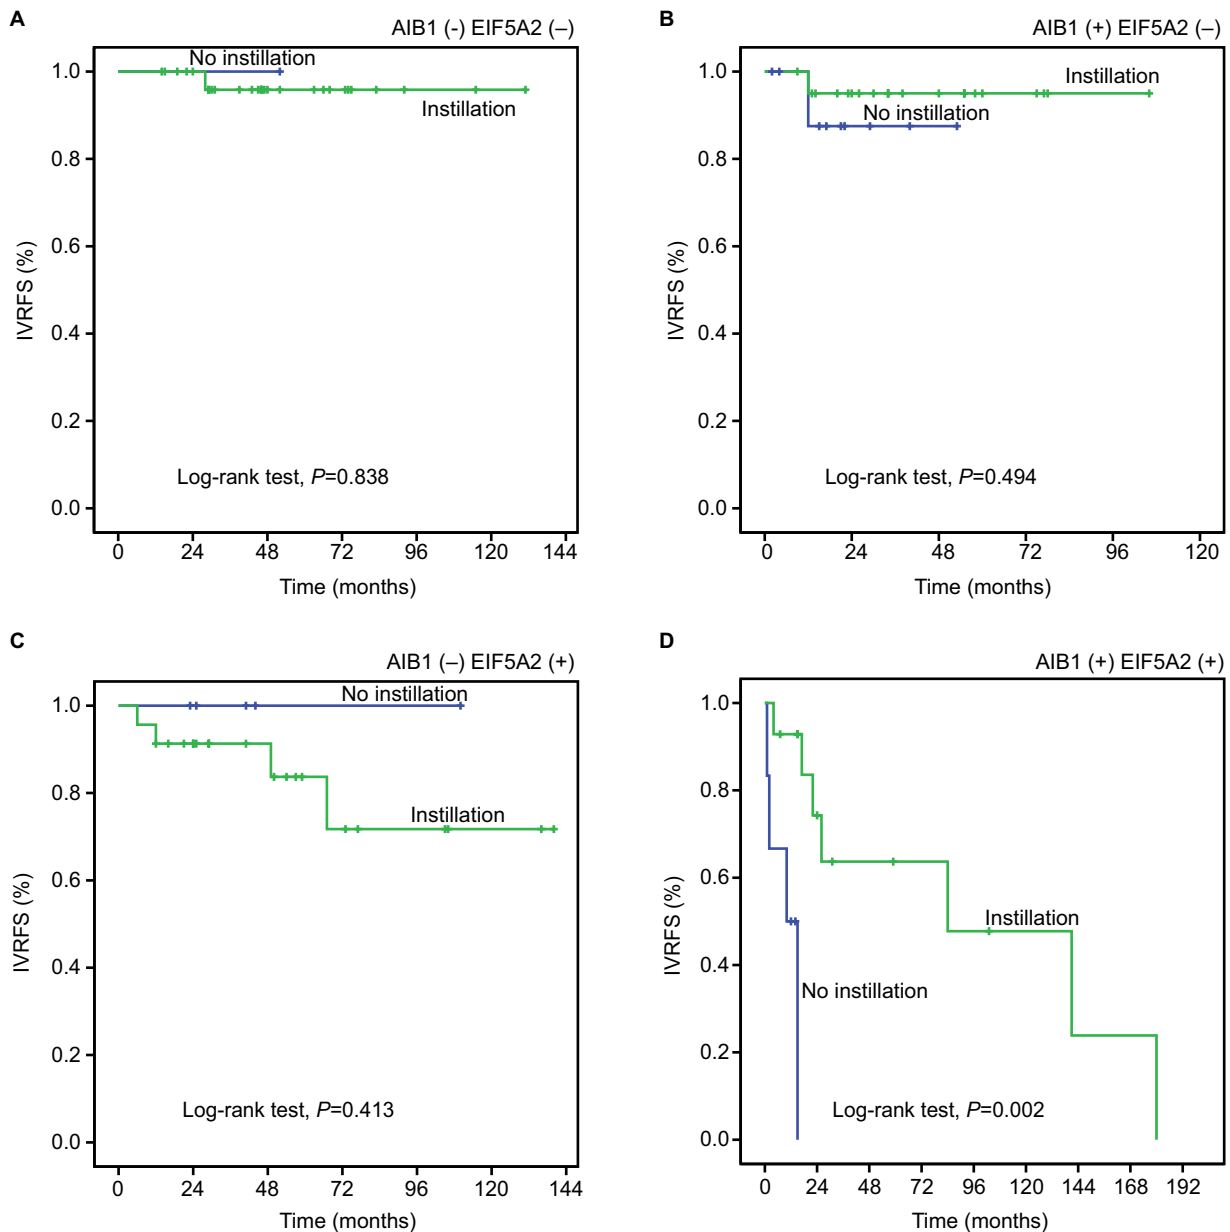 A
AIB1 (-) EIF5A2 (–)
1.0
0.8
0.6
0.4
0.2
0.0
IVRFS (%)
No instillation
Instillation
Log-rank test, P=0.838
0 24 48 72 96 120 144
Time (months)
B
AIB1 (+) EIF5A2 (–)
1.0
0.8
0.6
0.4
0.2
0.0
IVRFS (%)
Instillation
No instillation
Log-rank test, P=0.494
0 24 48 72 96 120
Time (months)
C
AIB1 (–) EIF5A2 (+)
1.0
0.8
0.6
0.4
0.2
0.0
IVRFS (%)
No instillation
Instillation
Log-rank test, P=0.413
0 24 48 72 96 120 144
Time (months)
D
AIB1 (+) EIF5A2 (+)
1.0
0.8
0.6
0.4
0.2
0.0
IVRFS (%)
Instillation
No instillation
Log-rank test, P=0.002
0 24 48 72 96 120 144 168 192
Time (months)